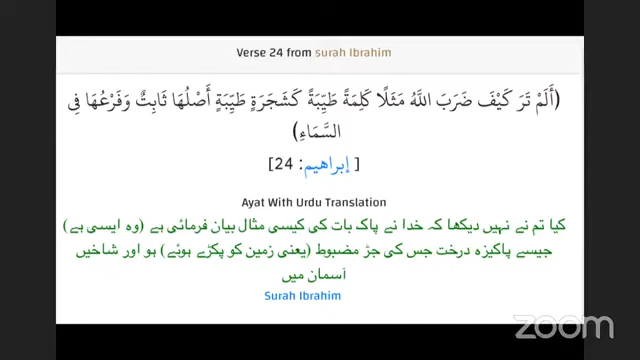 Verse 24 from surah Ibrahim
﴿أَلَمْ تَرَ كَيْفَ ضَرَبَ اللَّهُ مَثَلًا كَلِمَةً طَيِّبَةً كَشَجَرَةٍ طَيِّبَةٍ أَصْلُهَا ثَابِتٌ وَفَرْعُهَا فِي
السَّمَاءِ﴾
[ إبراهيم: 24]
Ayat With Urdu Translation
کیا تم نے نہیں دیکھا کہ خدا نے پاک بات کی کیسی مثال بیان فرمائی ہے (وہ ایسی ہے)
جیسے پاکیزہ درخت جس کی جڑ مضبوط (یعنی زمین کو پکڑے ہوئے) ہو اور شاخیں
آسمان میں
Surah Ibrahim
zoom